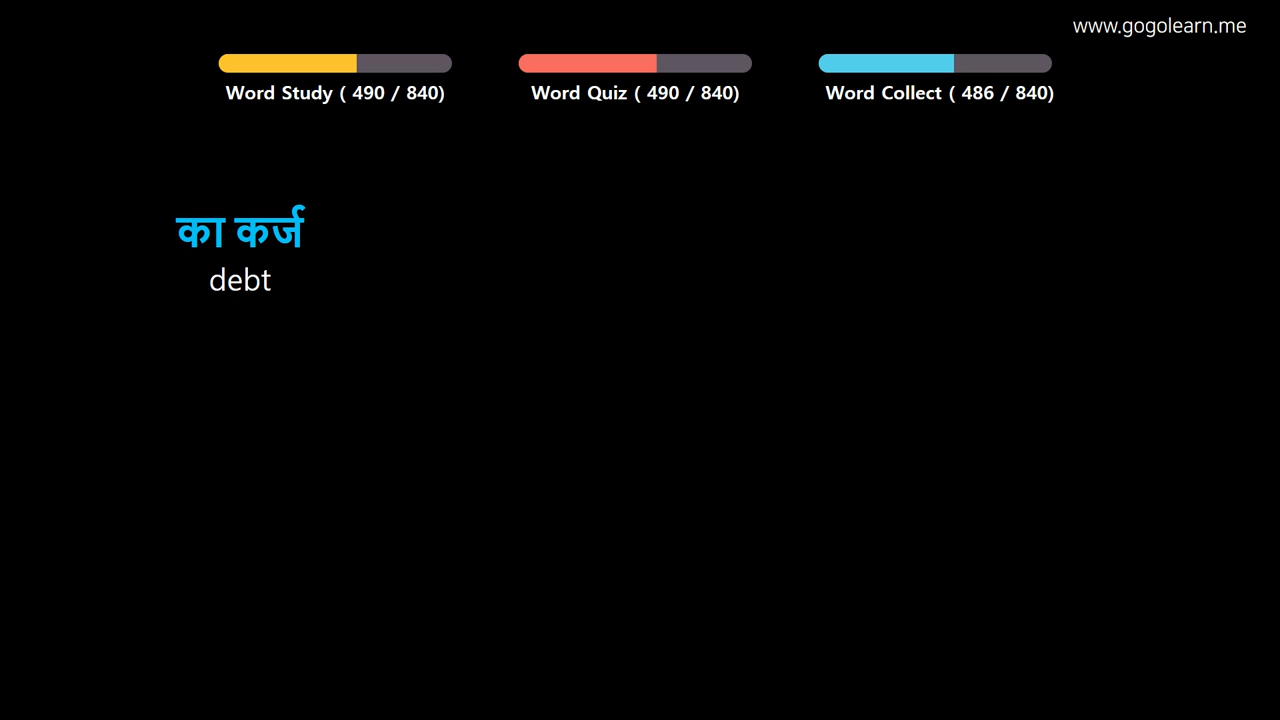 www.gogolearn.me
Word Study ( 490 / 840)
Word Quiz ( 490 / 840)
Word Collect ( 486 / 840)
का कर्ज
debt